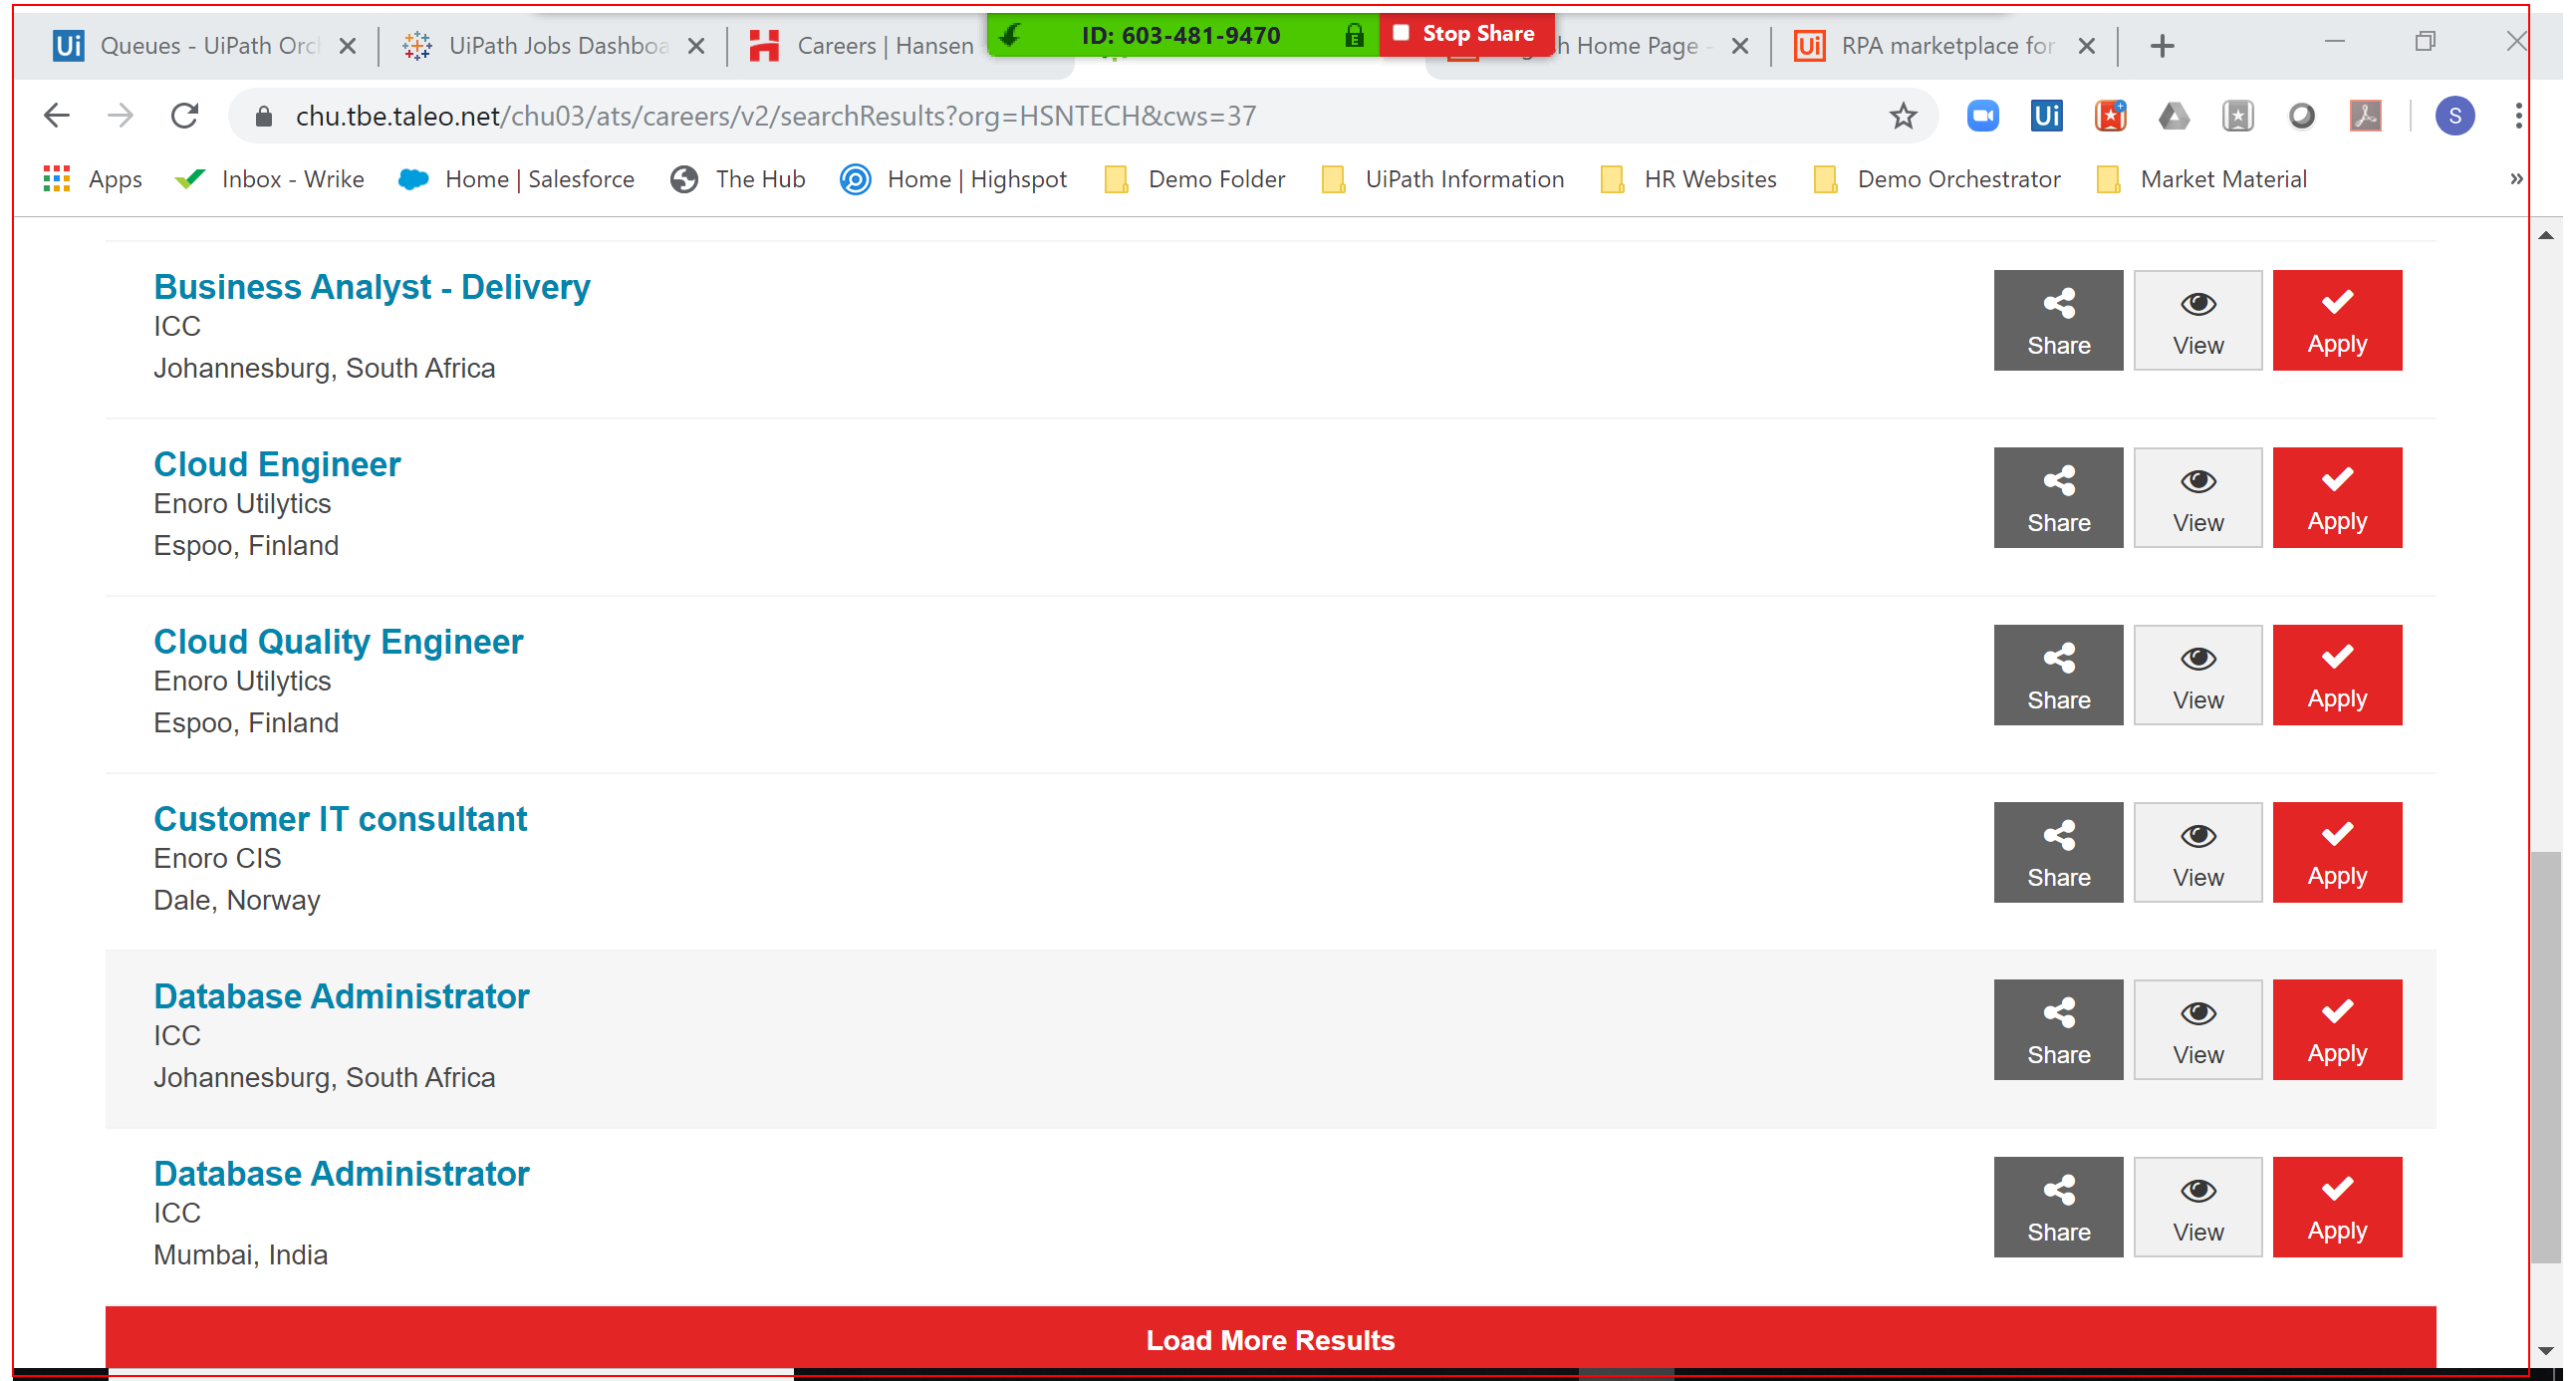 Ui Queues - UiPath Orc
UiPath Jobs Dashboa
Careers | Hansen
ID: 603-481-9470
Stop Share
h Home Page -
Ui RPA marketplace for
chu.tbe.taleo.net/chu03/ats/careers/v2/searchResults?org=HSNTECH&cws=37
Ui
S
Apps
Inbox - Wrike
Home | Salesforce
The Hub
Home | Highspot
Demo Folder
UiPath Information
HR Websites
Demo Orchestrator
Market Material
»
Business Analyst - Delivery
ICC
Johannesburg, South Africa
Share
View
Apply
Cloud Engineer
Enoro Utilytics
Espoo, Finland
Share
View
Apply
Cloud Quality Engineer
Enoro Utilytics
Espoo, Finland
Share
View
Apply
Customer IT consultant
Enoro CIS
Dale, Norway
Share
View
Apply
Database Administrator
ICC
Johannesburg, South Africa
Share
View
Apply
Database Administrator
ICC
Mumbai, India
Share
View
Apply
Load More Results